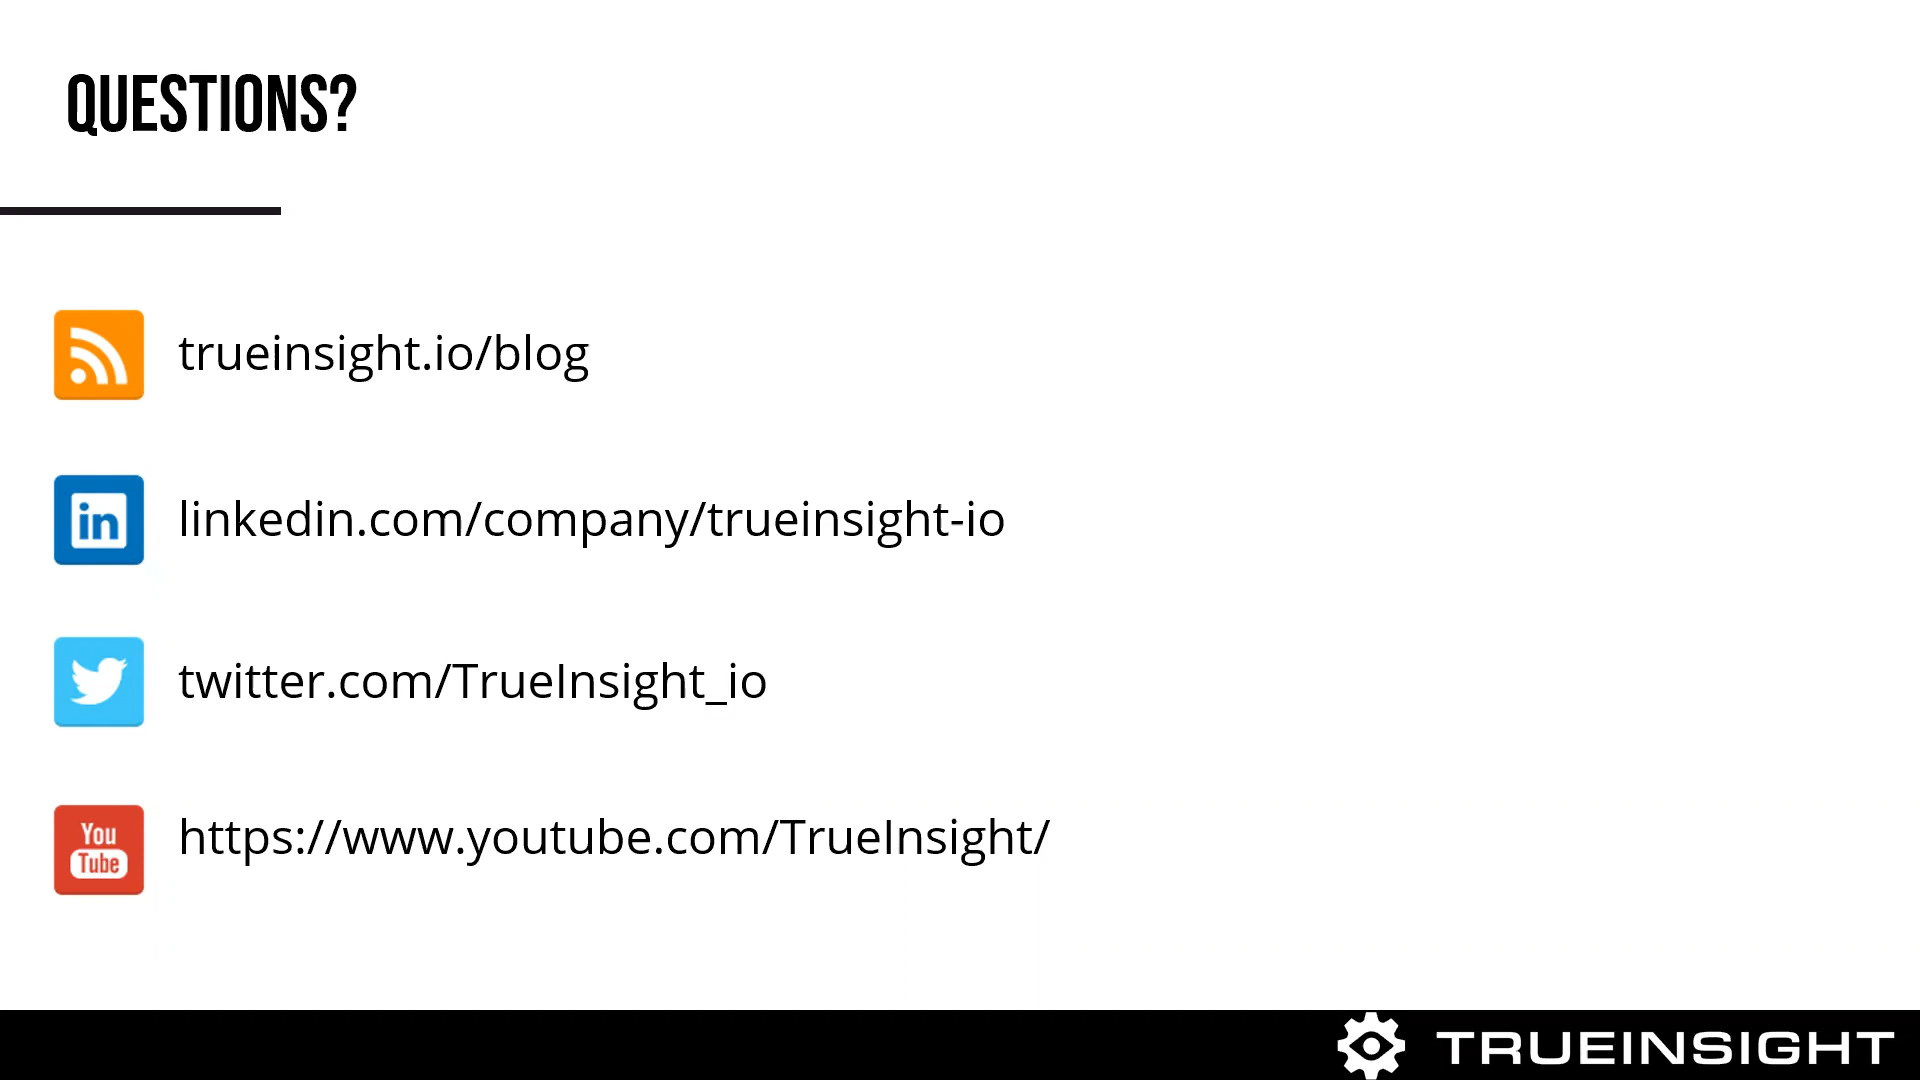 QUESTIONS?
trueinsight.io/blog
in
linkedin.com/company/trueinsight-io
twitter.com/TrueInsight_io
You
Tube
https://www.youtube.com/TrueInsight/
TRUEINSIGHT